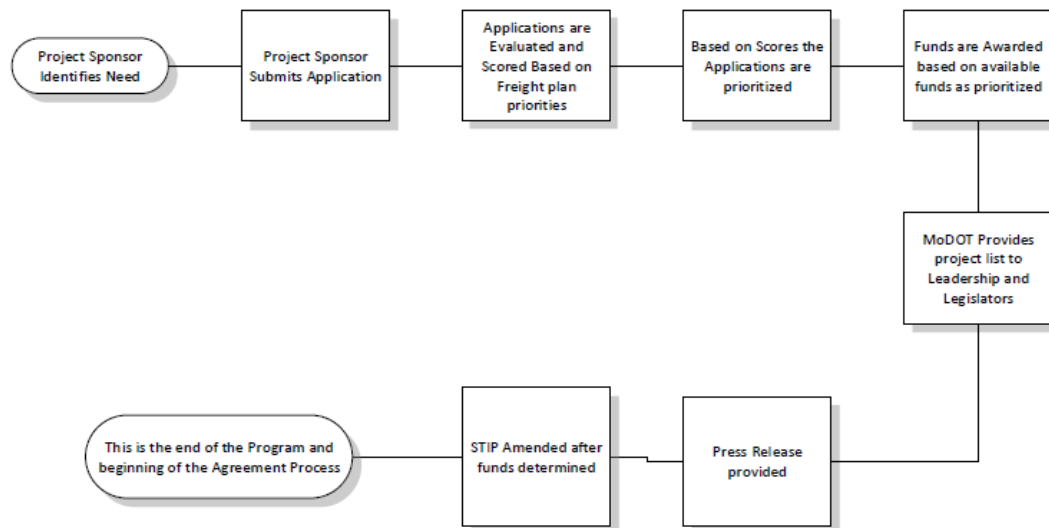 Project Sponsor
Identifies Need
Project Sponsor
Submits Application
Applications are
Evaluated and
Scored Based on
Freight plan
priorities
Based on Scores the
Applications are
prioritized
Funds are Awarded
based on available
funds as prioritized
MoDOT Provides
project list to
Leadership and
Legislators
Press Release
provided
STIP Amended after
funds determined
This is the end of the Program and
beginning of the Agreement Process